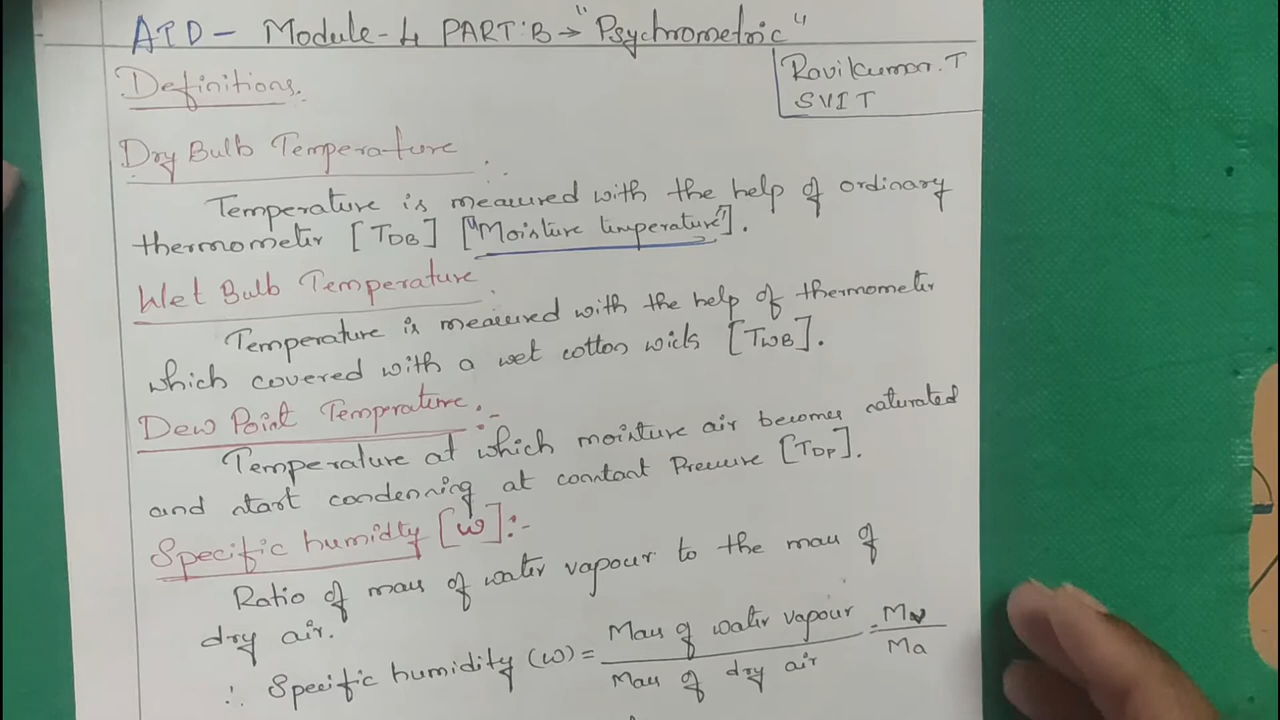 ATD - Module-4 PART:B → "Psychrometric"
Ravikumar.T
SVIT
Definitions.
Dry Bulb Temperature
Temperature is measured with the help of ordinary
thermometer [TDB] ["Moisture temperature"].
Wet Bulb Temperature
Temperature is measured with the help of thermometer
which covered with a wet cotton wick [TWB].
Dew Point Temperature :-
Temperature at which moisture air becomes saturated
and start condensing at constant Pressure [TDP].
Specific humidty [ω] :-
Ratio of mass of water vapour to the mass of
dry air.
∴ Specific humidity (ω) = Mass of water vapour / Mass of dry air = Mv / Ma